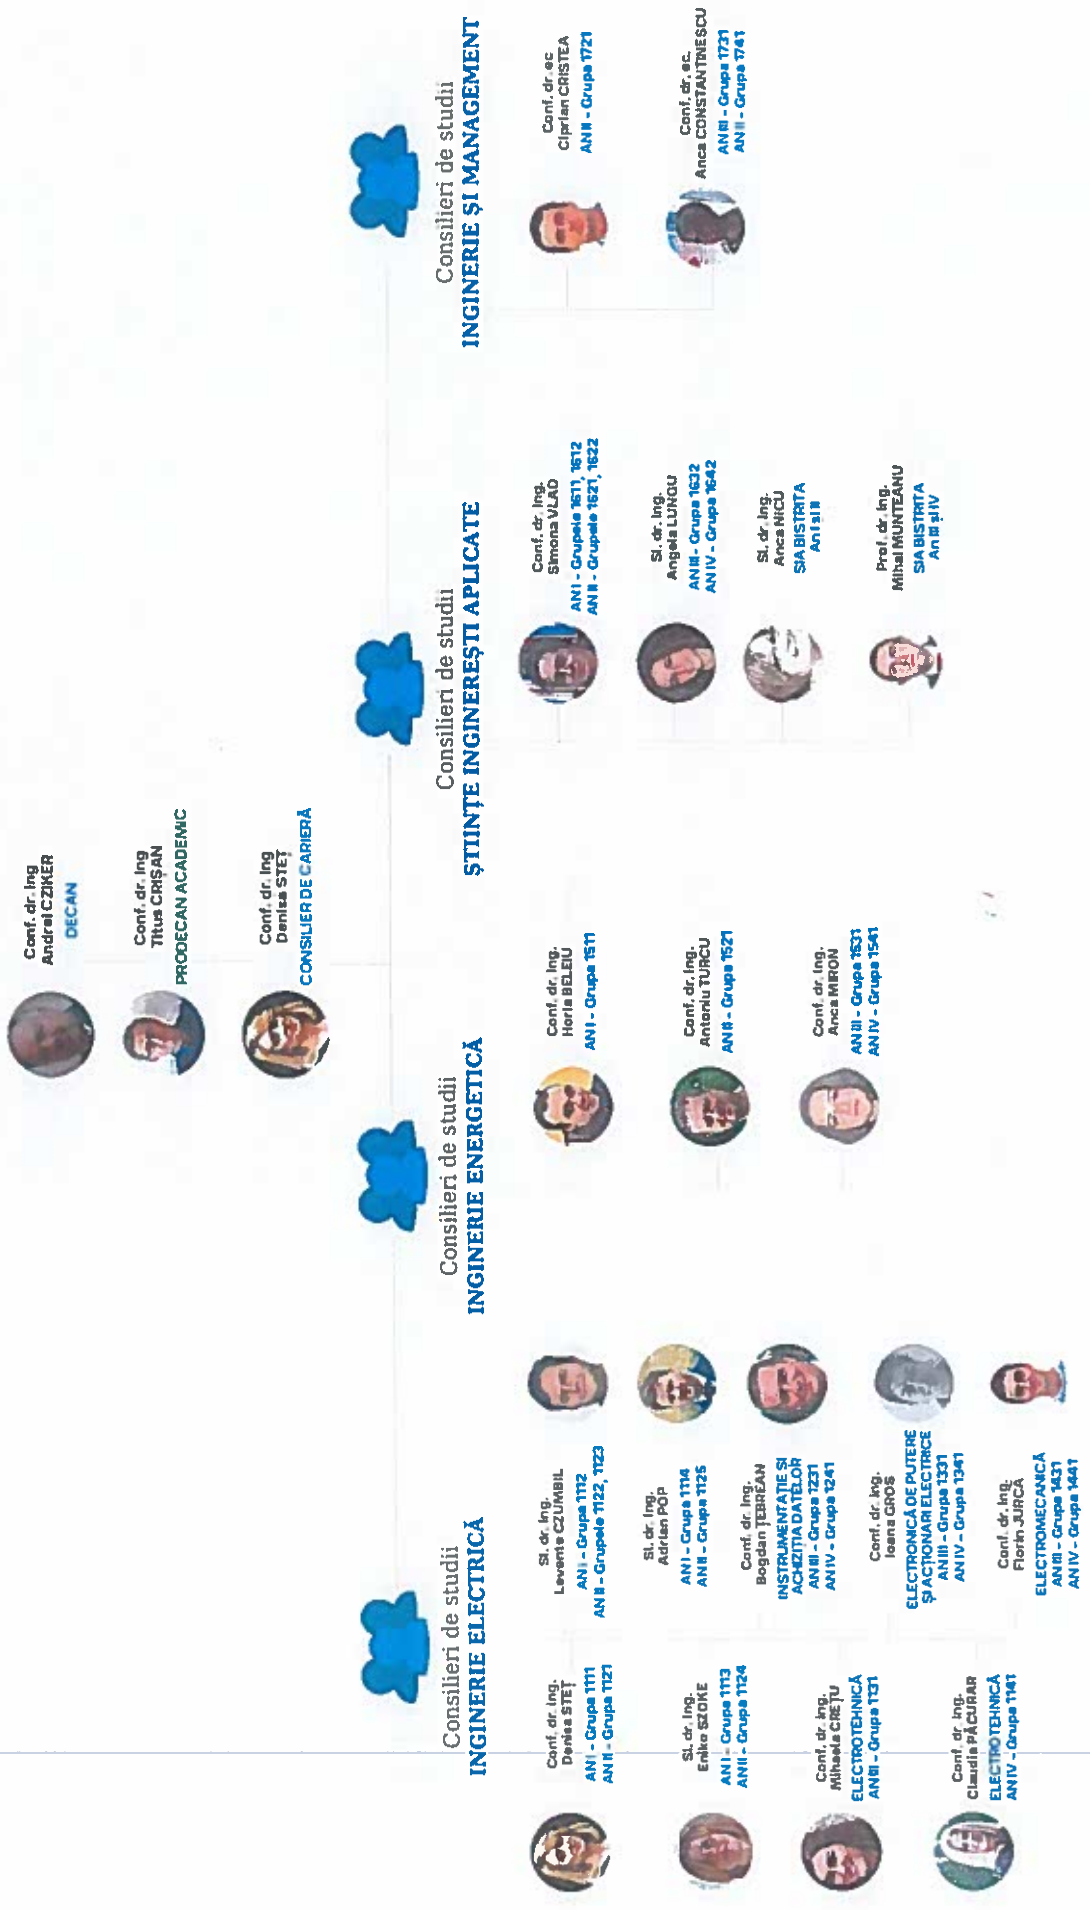 Conf. dr. ing
Andrei CZIKER
DECAN
Conf. dr. ing
Titus CRIȘAN
PRODECAN ACADEMIC
Conf. dr. ing
Denisa STEȚ
CONSILIER DE CARIERĂ
Consilieri de studii
INGINERIE ELECTRICĂ
Conf. dr. ing.
Denisa STEȚ
AN I - Grupa 1111
AN II - Grupa 1121
Sl. dr. ing.
Levente CZUMBIL
AN I - Grupa 1112
AN II - Grupele 1122, 1123
Sl. dr. ing.
Eniko SZOKE
AN I - Grupa 1113
AN II - Grupa 1124
Sl. dr. ing.
Adrian POP
AN I - Grupa 1114
AN II - Grupa 1125
Conf. dr. ing.
Mihaela CREȚU
ELECTROTEHNICĂ
AN III - Grupa 1131
Conf. dr. ing.
Bogdan ȚEBREAN
INSTRUMENTAȚIE SI
ACHIZITIA DATELOR
AN III - Grupa 1231
AN IV - Grupa 1241
Conf. dr. ing.
Claudia PĂCURAR
ELECTROTEHNICĂ
AN IV - Grupa 1141
Conf. dr. ing.
Ioana GROS
ELECTRONICĂ DE PUTERE
ȘI ACȚIONARI ELECTRICE
AN III - Grupa 1331
AN IV - Grupa 1341
Conf. dr. ing.
Florin JURCĂ
ELECTROMECANICĂ
AN III - Grupa 1431
AN IV - Grupa 1441
Consilieri de studii
INGINERIE ENERGETICĂ
Conf. dr. ing.
Horia BELEIU
AN I - Grupa 1511
Conf. dr. ing.
Antoniu TURCU
AN II - Grupa 1521
Conf. dr. ing.
Anca MIRON
AN III - Grupa 1531
AN IV - Grupa 1541
Consilieri de studii
ȘTIINȚE INGINEREȘTI APLICATE
Conf. dr. ing.
Simona VLAD
AN I - Grupele 1611, 1612
AN II - Grupele 1621, 1622
Sl. dr. ing.
Angela LUNGU
AN III - Grupa 1632
AN IV - Grupa 1642
Sl. dr. ing.
Anca NICU
SIA BISTRITA
An I si II
Prof. dr. ing.
Mihai MUNTEANU
SIA BISTRITA
An III si IV
Consilieri de studii
INGINERIE ȘI MANAGEMENT
Conf. dr. ec
Ciprian CRISTEA
AN II - Grupa 1721
Conf. dr. ec.
Anca CONSTANTINESCU
AN III - Grupa 1731
AN II - Grupa 1741